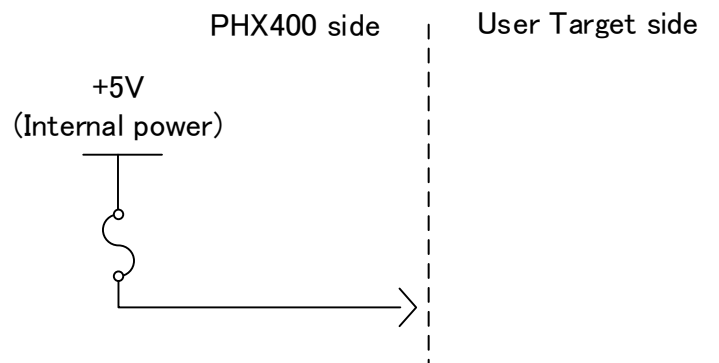 PHX400 side
User Target side
+5V
(Internal power)